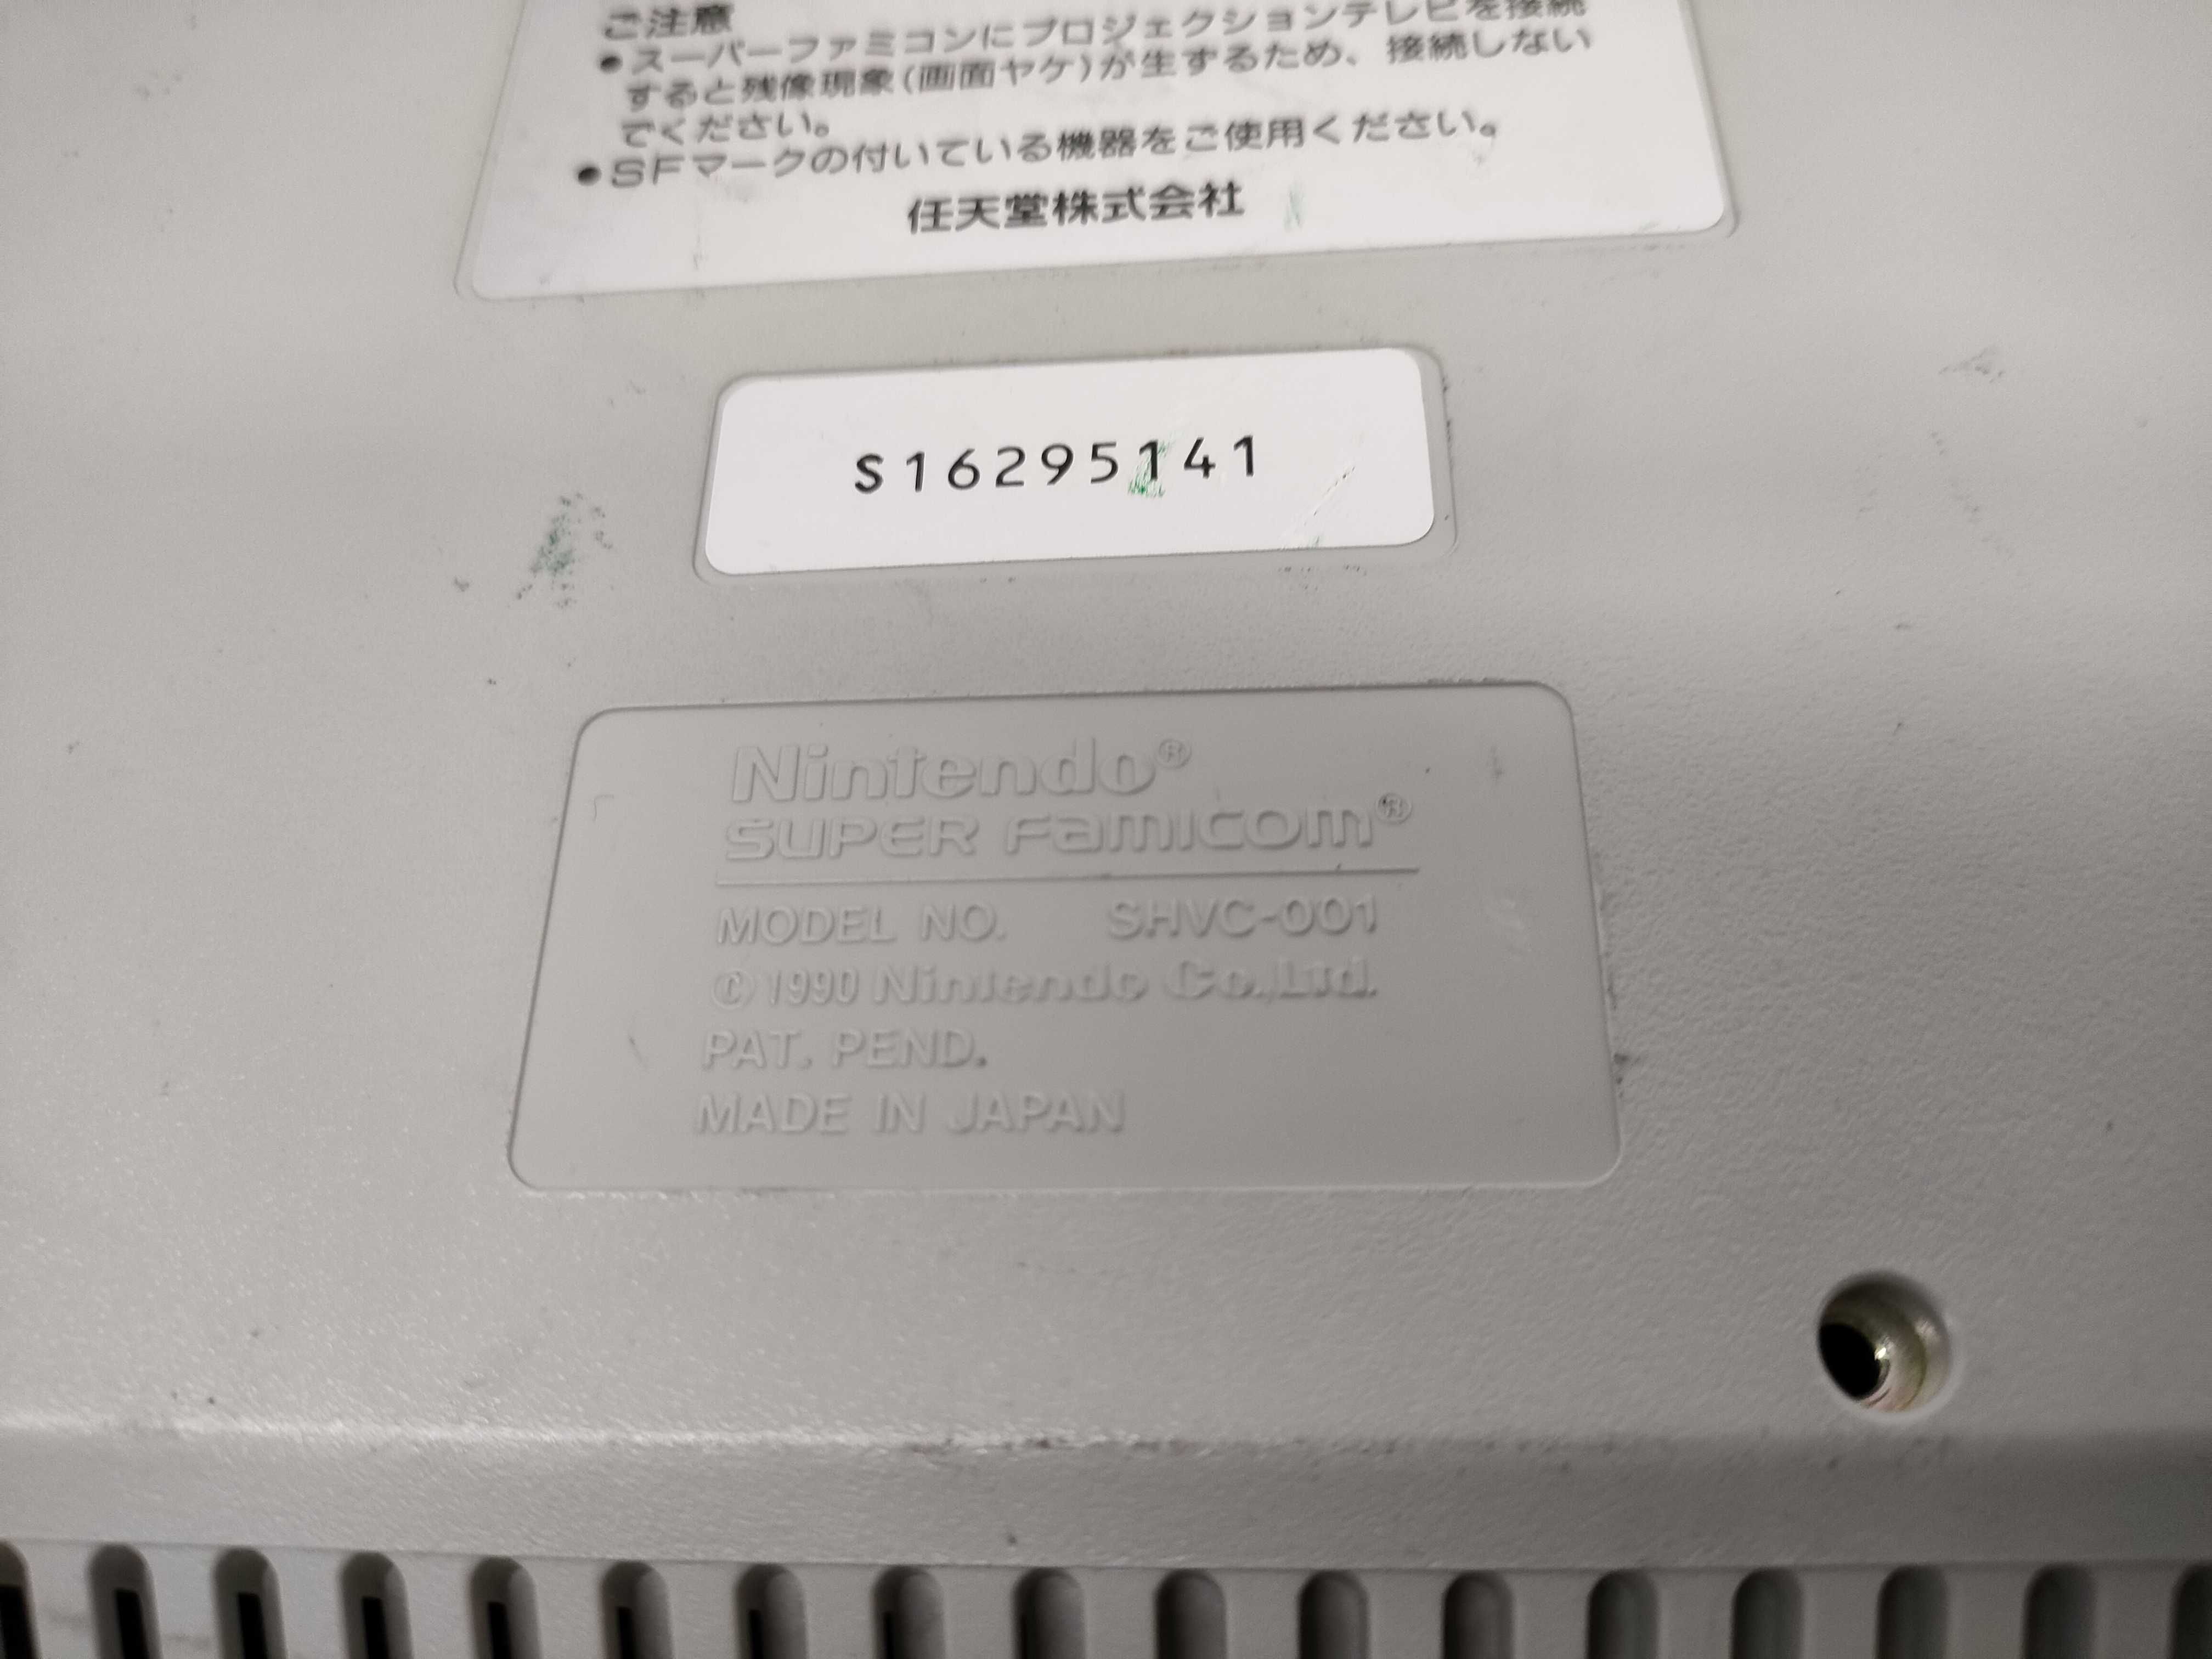 ご注意
●スーパーファミコンにプロジェクションテレビを接続
すると残像現象(画面ヤケ)が生ずるため、接続しない
でください。
●SFマークの付いている機器をご使用ください。
任天堂株式会社
S16295141
Nintendo®
SUPER Famicom®
MODEL NO. SHVC-001
©1990 Nintendo Co.,Ltd.
PAT. PEND.
MADE IN JAPAN